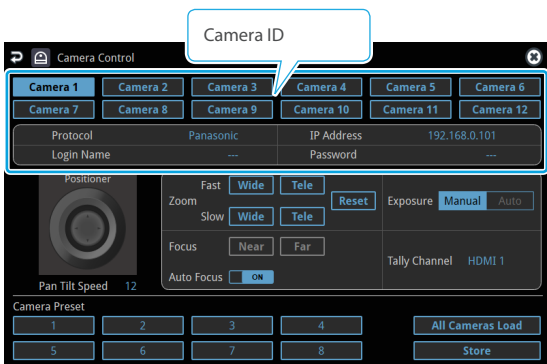 Camera ID
Camera Control
Camera 1 Camera 2 Camera 3 Camera 4 Camera 5 Camera 6
Camera 7 Camera 8 Camera 9 Camera 10 Camera 11 Camera 12
Protocol Panasonic IP Address 192.168.0.101
Login Name --- Password ---
Positioner
Fast Wide Tele
Zoom Reset Exposure Manual Auto
Slow Wide Tele
Focus Near Far
Tally Channel HDMI 1
Auto Focus ON
Pan Tilt Speed 12
Camera Preset
1 2 3 4 All Cameras Load
5 6 7 8 Store